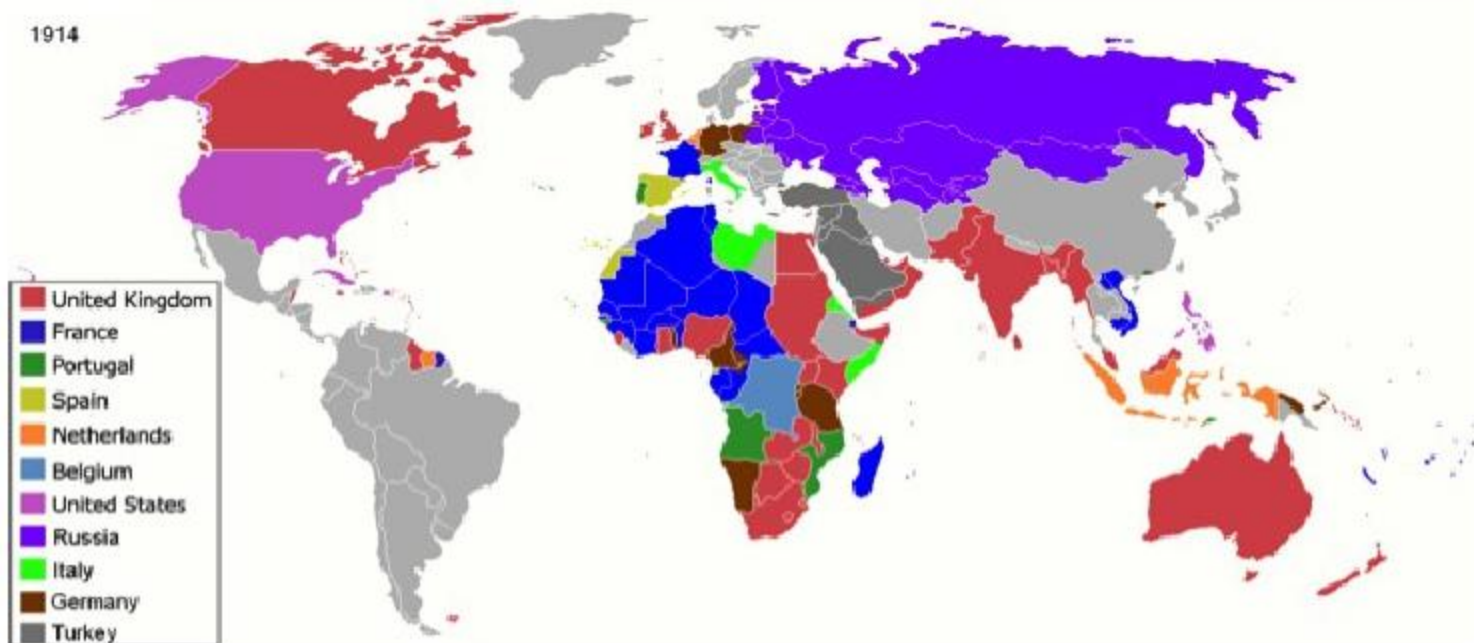 1914
United Kingdom
France
Portugal
Spain
Netherlands
Belgium
United States
Russia
Italy
Germany
Turkey